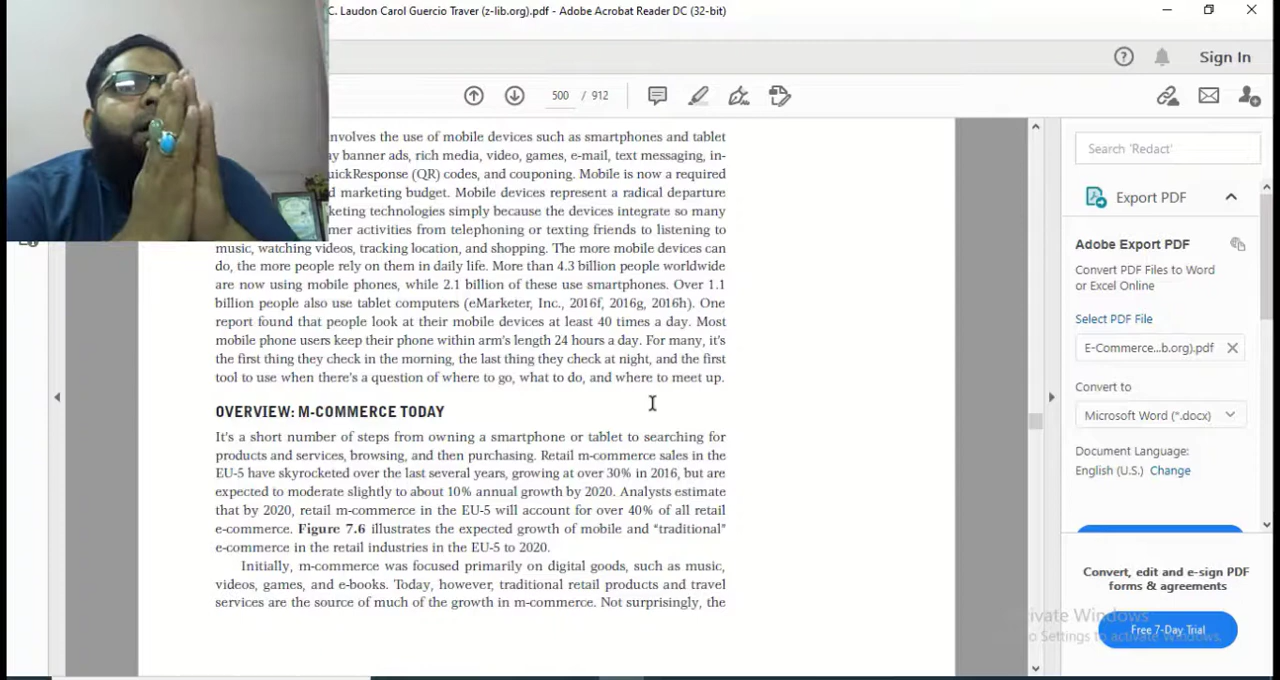 C. Laudon Carol Guercio Traver (z-lib.org).pdf - Adobe Acrobat Reader DC (32-bit)
Sign In
500 / 912
nvolves the use of mobile devices such as smartphones and tablet
y banner ads, rich media, video, games, e-mail, text messaging, in-
uickResponse (QR) codes, and couponing. Mobile is now a required
d marketing budget. Mobile devices represent a radical departure
keting technologies simply because the devices integrate so many
mer activities from telephoning or texting friends to listening to
music, watching videos, tracking location, and shopping. The more mobile devices can
do, the more people rely on them in daily life. More than 4.3 billion people worldwide
are now using mobile phones, while 2.1 billion of these use smartphones. Over 1.1
billion people also use tablet computers (eMarketer, Inc., 2016f, 2016g, 2016h). One
report found that people look at their mobile devices at least 40 times a day. Most
mobile phone users keep their phone within arm's length 24 hours a day. For many, it's
the first thing they check in the morning, the last thing they check at night, and the first
tool to use when there's a question of where to go, what to do, and where to meet up.
OVERVIEW: M-COMMERCE TODAY
It's a short number of steps from owning a smartphone or tablet to searching for
products and services, browsing, and then purchasing. Retail m-commerce sales in the
EU-5 have skyrocketed over the last several years, growing at over 30% in 2016, but are
expected to moderate slightly to about 10% annual growth by 2020. Analysts estimate
that by 2020, retail m-commerce in the EU-5 will account for over 40% of all retail
e-commerce. Figure 7.6 illustrates the expected growth of mobile and "traditional"
e-commerce in the retail industries in the EU-5 to 2020.
Initially, m-commerce was focused primarily on digital goods, such as music,
videos, games, and e-books. Today, however, traditional retail products and travel
services are the source of much of the growth in m-commerce. Not surprisingly, the
Search 'Redact'
Export PDF
Adobe Export PDF
Convert PDF Files to Word
or Excel Online
Select PDF File
E-Commerce...b.org).pdf
Convert to
Microsoft Word (*.docx)
Document Language:
English (U.S.) Change
Convert, edit and e-sign PDF
forms & agreements
Free 7-Day Trial
ivate Windows
o Settings to activate Windows.